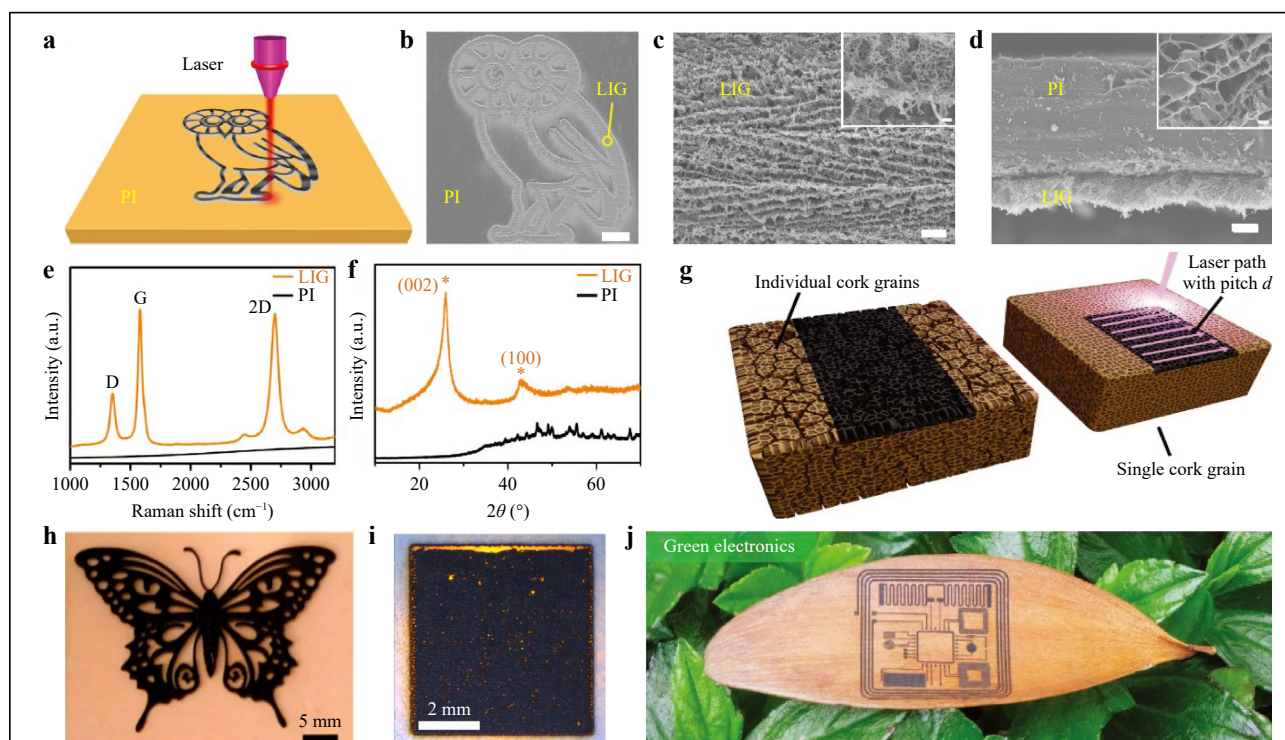 a
Laser
PI
b
LIG
PI
c
LIG
d
PI
LIG
e
LIG
PI
D
G
2D
Intensity (a.u.)
1000
1500
2000
2500
3000
Raman shift (cm⁻¹)
f
LIG
PI
(002) *
(100)
*
Intensity (a.u.)
20
40
60
2θ (°)
g
Individual cork grains
Laser path
with pitch d
Single cork grain
h
5 mm
i
2 mm
j
Green electronics